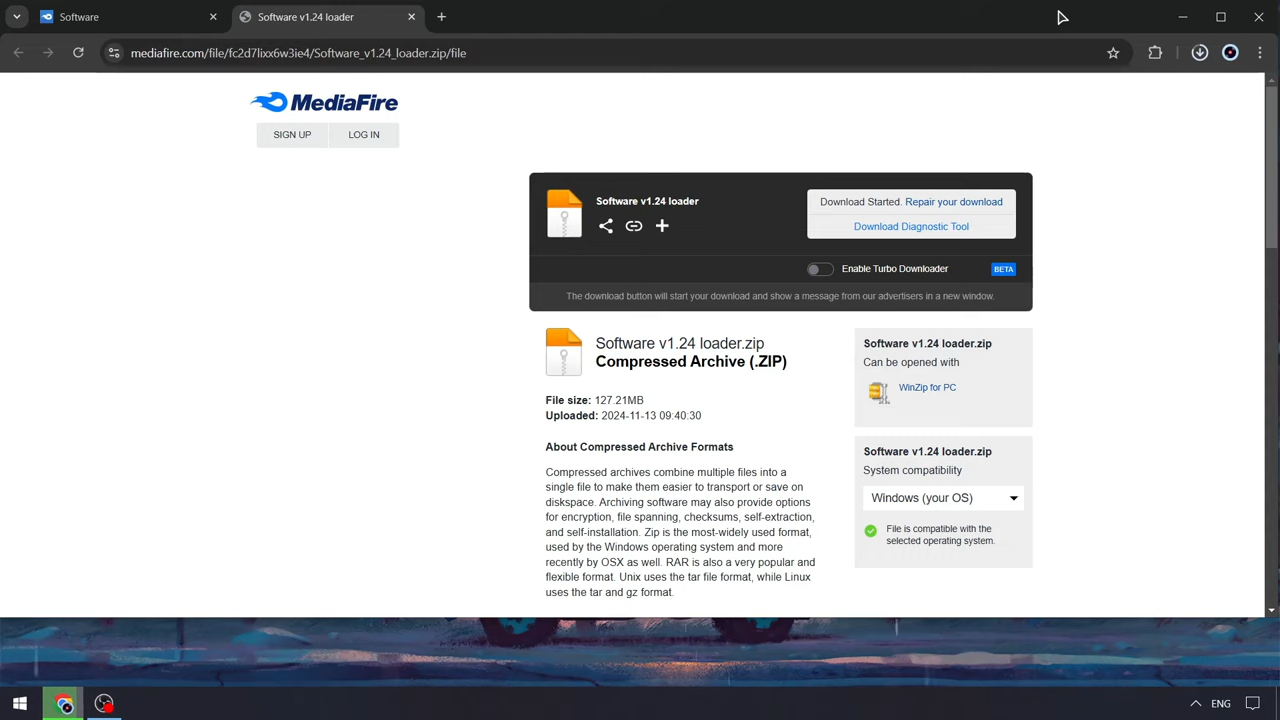 Software
Software v1.24 loader
mediafire.com/file/fc2d7lixx6w3ie4/Software_v1.24_loader.zip/file
MediaFire
SIGN UP
LOG IN
Software v1.24 loader
Download Started. Repair your download
Download Diagnostic Tool
Enable Turbo Downloader
BETA
The download button will start your download and show a message from our advertisers in a new window.
Software v1.24 loader.zip
Compressed Archive (.ZIP)
File size: 127.21MB
Uploaded: 2024-11-13 09:40:30
About Compressed Archive Formats
Compressed archives combine multiple files into a
single file to make them easier to transport or save on
diskspace. Archiving software may also provide options
for encryption, file spanning, checksums, self-extraction,
and self-installation. Zip is the most-widely used format,
used by the Windows operating system and more
recently by OSX as well. RAR is also a very popular and
flexible format. Unix uses the tar file format, while Linux
uses the tar and gz format.
Software v1.24 loader.zip
Can be opened with
WinZip for PC
Software v1.24 loader.zip
System compatibility
Windows (your OS)
File is compatible with the
selected operating system.
ENG